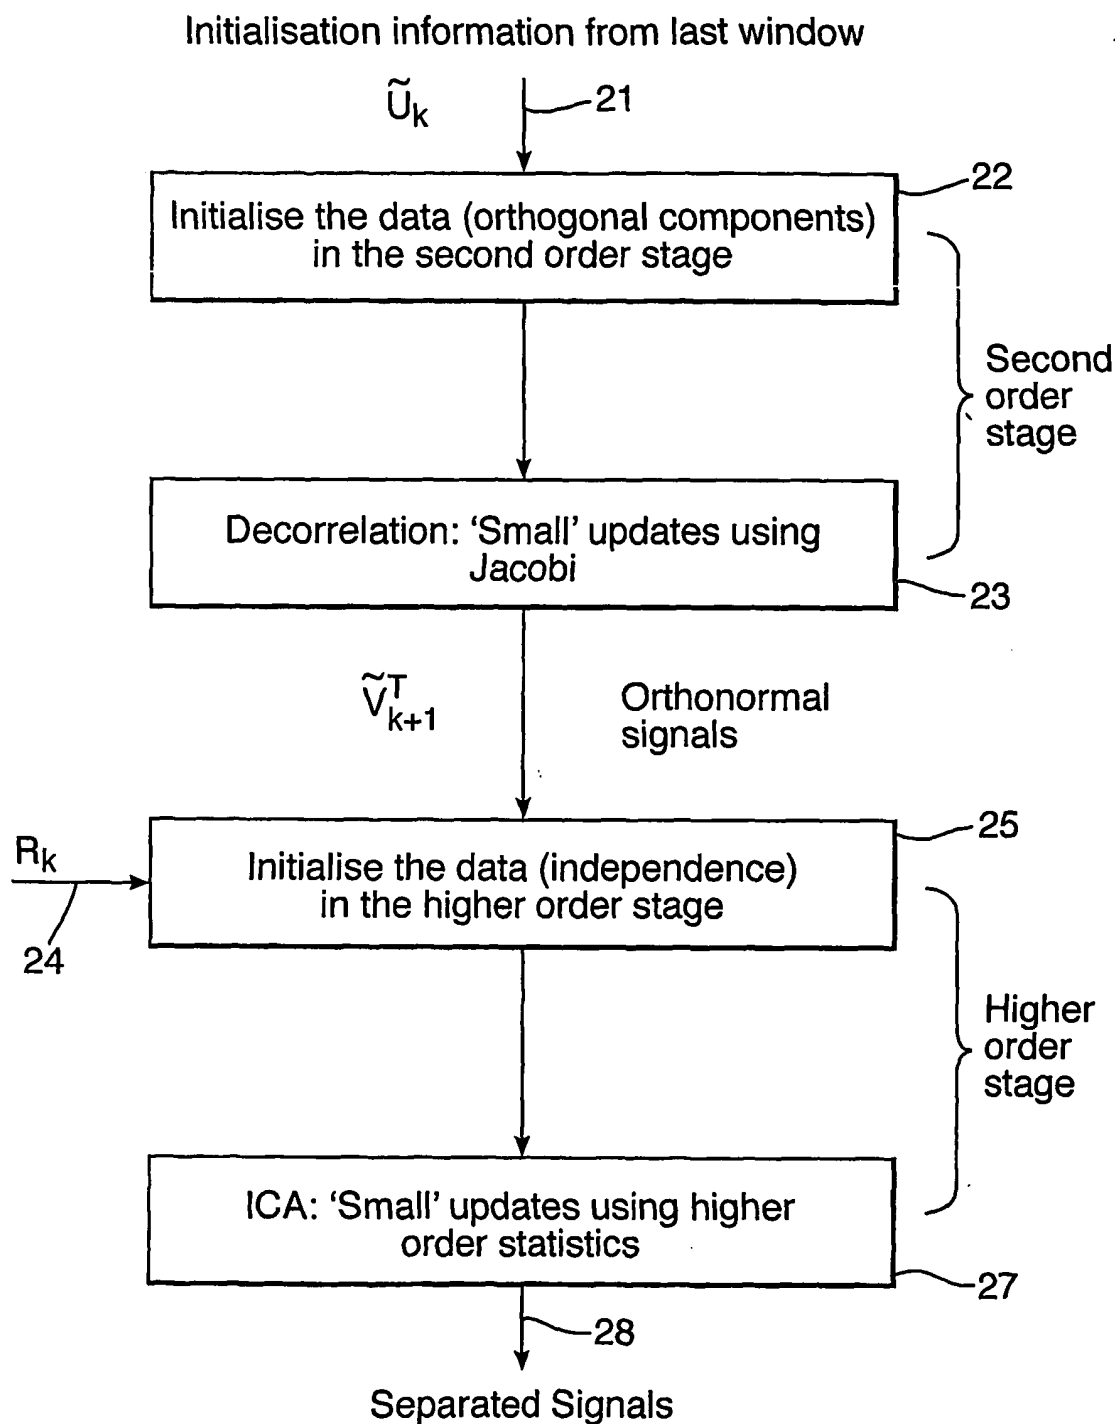 Initialisation information from last window
Ũk
21
22
Initialise the data (orthogonal components)
in the second order stage
Second
order
stage
Decorrelation: ‘Small’ updates using
Jacobi
23
Ṽᵀk+1
Orthonormal
signals
25
Rk
Initialise the data (independence)
in the higher order stage
24
Higher
order
stage
ICA: ‘Small’ updates using higher
order statistics
27
28
Separated Signals